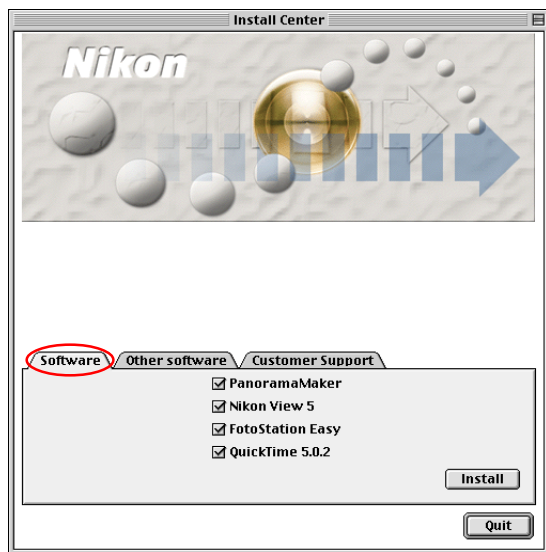 Install Center
Nikon
Software Other software Customer Support
PanoramaMaker
Nikon View 5
FotoStation Easy
QuickTime 5.0.2
Install
Quit